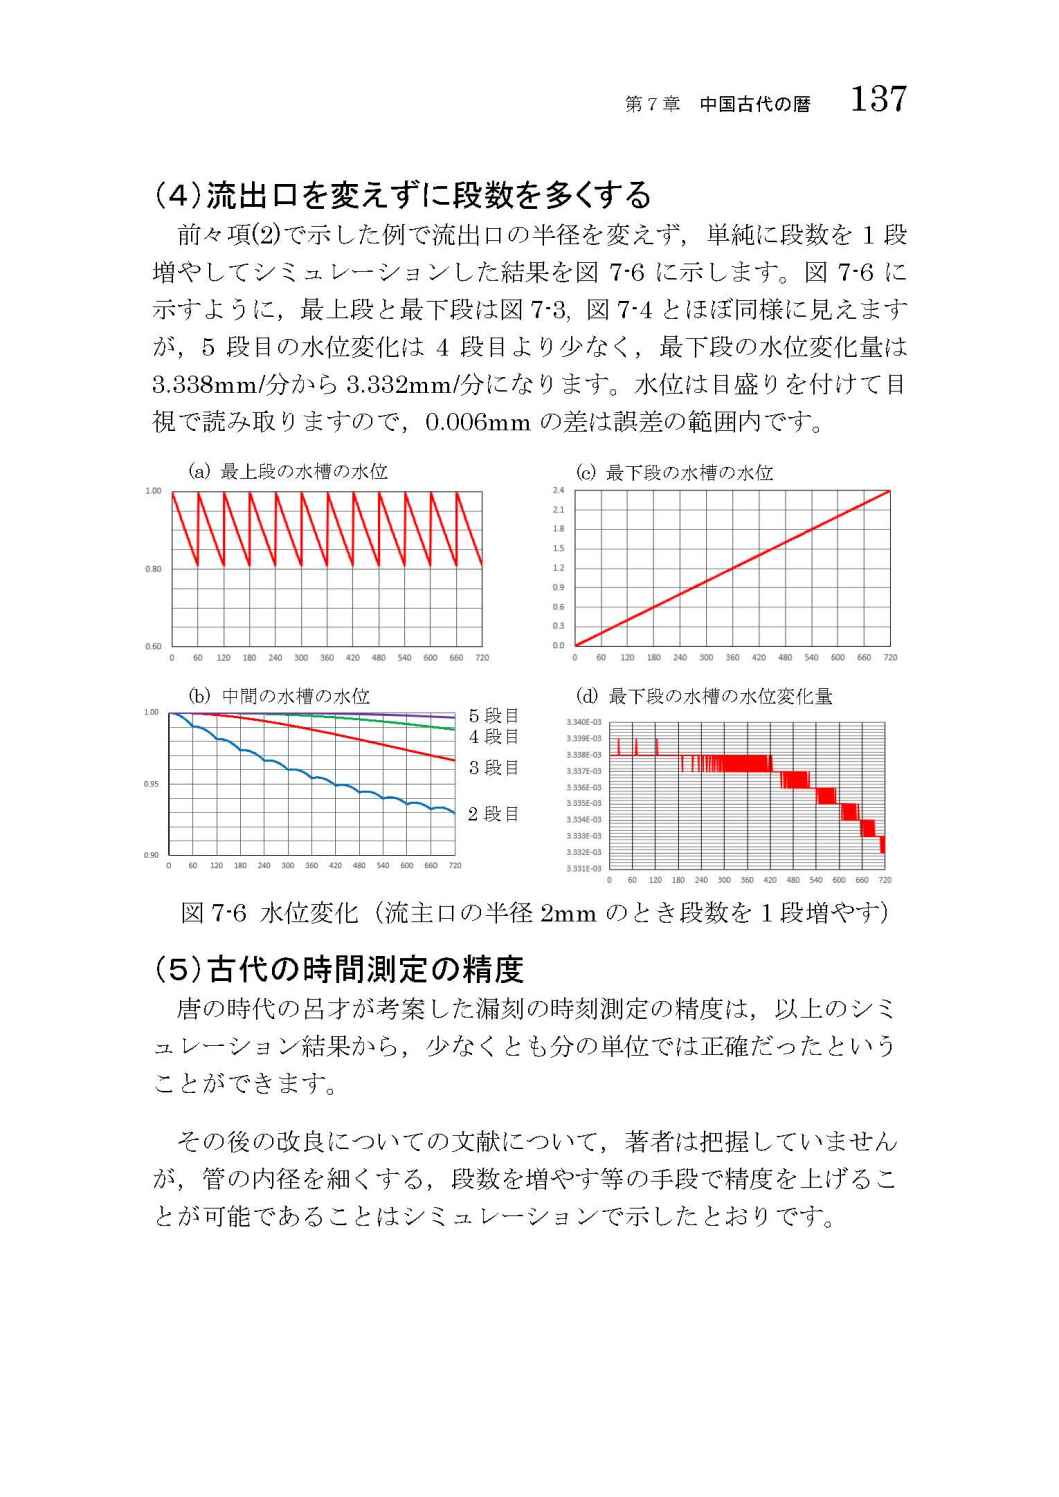 第7章　中国古代の暦　137
(4)流出口を変えずに段数を多くする
前々項(2)で示した例で流出口の半径を変えず，単純に段数を 1 段
増やしてシミュレーションした結果を図 7-6 に示します。図 7-6 に
示すように，最上段と最下段は図 7-3, 図 7-4 とほぼ同様に見えます
が，5 段目の水位変化は 4 段目より少なく，最下段の水位変化量は
3.338mm/分から 3.332mm/分になります。水位は目盛りを付けて目
視で読み取りますので，0.006mm の差は誤差の範囲内です。
(a) 最上段の水槽の水位
1.00
0.80
0.60
0 60 120 180 240 300 360 420 480 540 600 660 720
(c) 最下段の水槽の水位
2.4
2.1
1.8
1.5
1.2
0.9
0.6
0.3
0.0
0 60 120 180 240 300 360 420 480 540 600 660 720
(b) 中間の水槽の水位
1.00
0.95
0.90
5 段目
4 段目
3 段目
2 段目
0 60 120 180 240 300 360 420 480 540 600 660 720
(d) 最下段の水槽の水位変化量
3.340E-03
3.339E-03
3.338E-03
3.337E-03
3.336E-03
3.335E-03
3.334E-03
3.333E-03
3.332E-03
3.331E-03
0 60 120 180 240 300 360 420 480 540 600 660 720
図 7-6 水位変化（流主口の半径 2mm のとき段数を 1 段増やす）
(5)古代の時間測定の精度
唐の時代の呂才が考案した漏刻の時刻測定の精度は，以上のシミ
ュレーション結果から，少なくとも分の単位では正確だったという
ことができます。
その後の改良についての文献について，著者は把握していません
が，管の内径を細くする，段数を増やす等の手段で精度を上げるこ
とが可能であることはシミュレーションで示したとおりです。